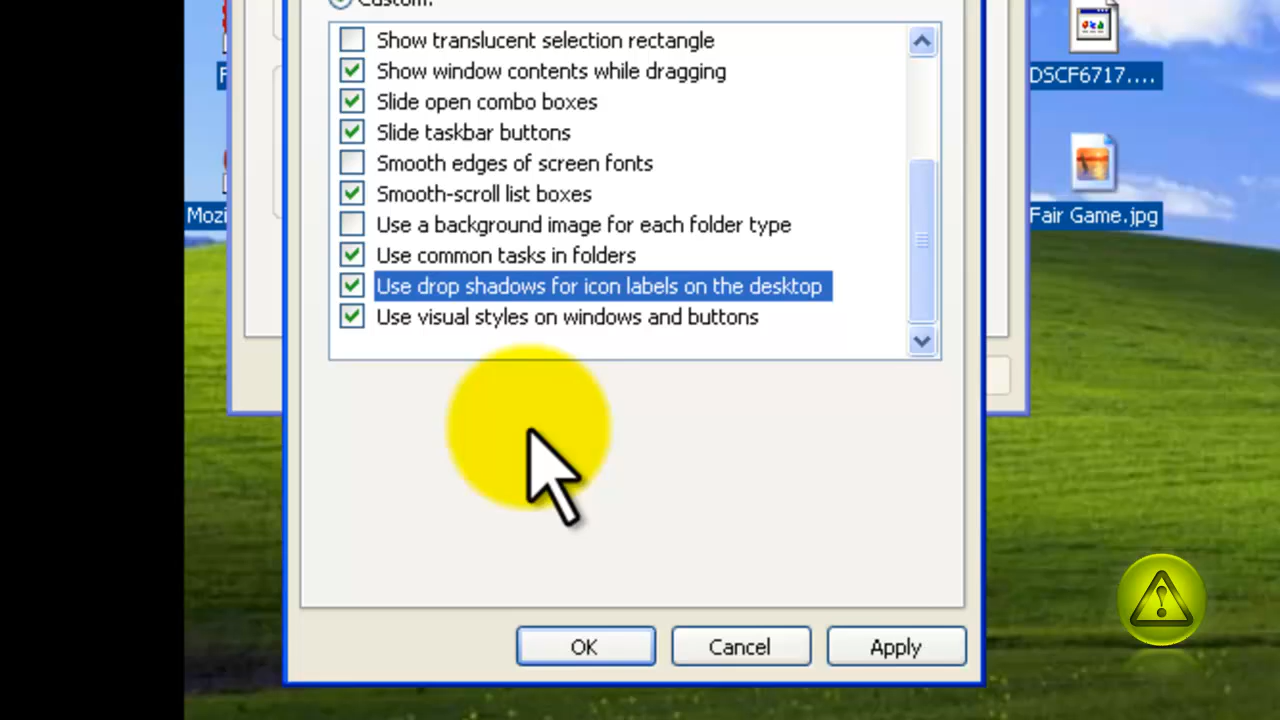 Custom:
Show translucent selection rectangle
Show window contents while dragging
Slide open combo boxes
Slide taskbar buttons
Smooth edges of screen fonts
Smooth-scroll list boxes
Use a background image for each folder type
Use common tasks in folders
Use drop shadows for icon labels on the desktop
Use visual styles on windows and buttons
OK
Cancel
Apply
F
Mozi
DSCF6717....
Fair Game.jpg